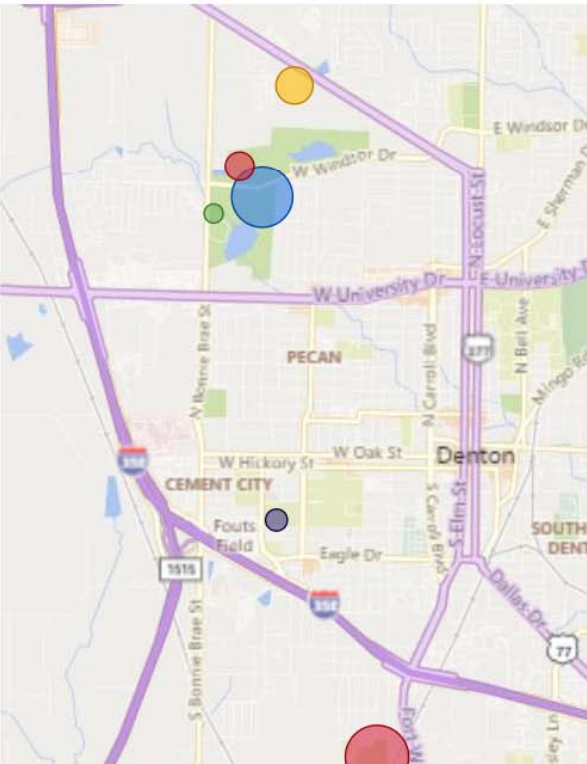 E Windsor Dr
W Windsor Dr
N Locust St
E Sherman
W University Dr
E University
N Bonnie Brae St
PECAN
N Carroll Blvd
377
N Bell Ave
Mingo
W Oak St
W Hickory St
Denton
35E
CEMENT CITY
S Elm St
S Carroll Blvd
Fouts
Field
SOUTH
DENT
Eagle Dr
1515
35E
Dallas Dr
77
S Bonnie Brae St
Fort W
sley Ln